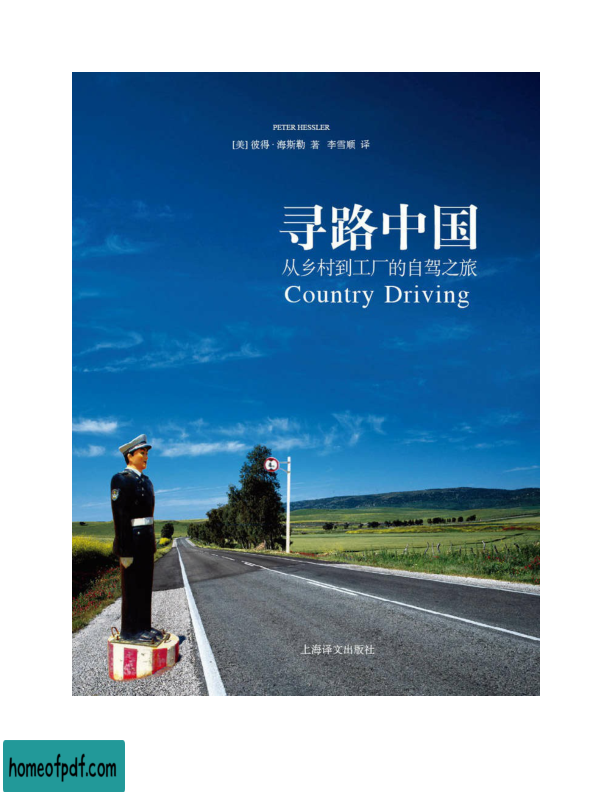 PETER HESSLER
[美] 彼得·海斯勒 著 李雪顺 译
寻路中国
从乡村到工厂的自驾之旅
Country Driving
上海译文出版社
homeofpdf.com